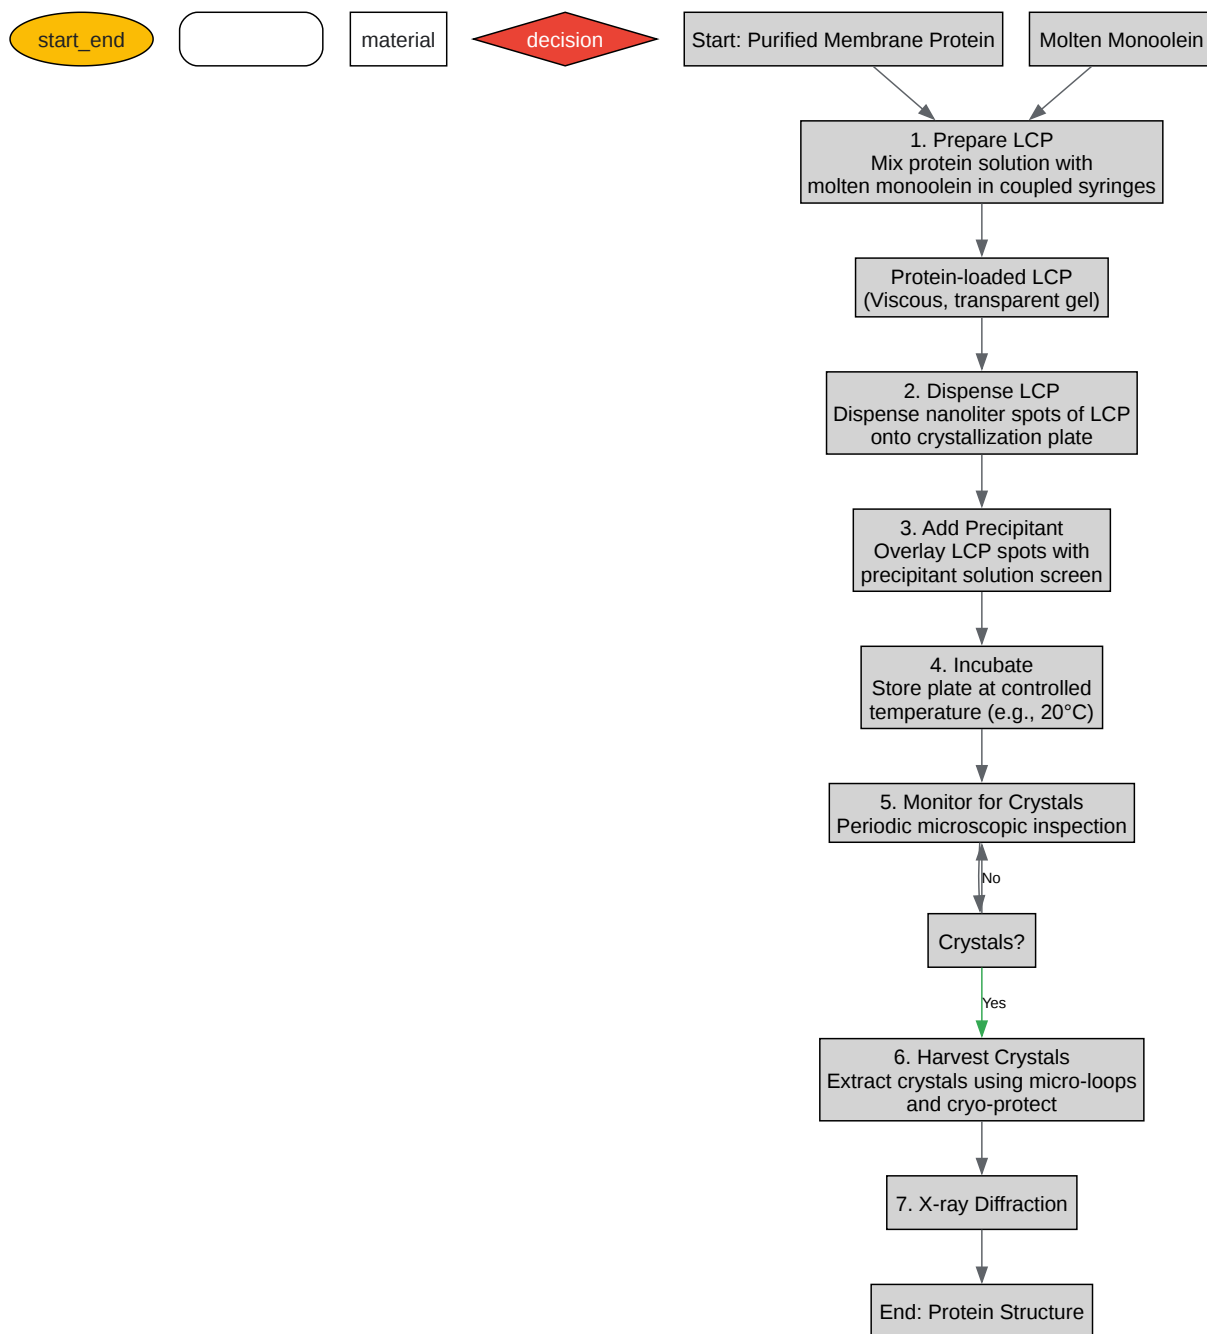 start_end
material
decision
Start: Purified Membrane Protein
Molten Monoolein
1. Prepare LCP
Mix protein solution with
molten monoolein in coupled syringes
Protein-loaded LCP
(Viscous, transparent gel)
2. Dispense LCP
Dispense nanoliter spots of LCP
onto crystallization plate
3. Add Precipitant
Overlay LCP spots with
precipitant solution screen
4. Incubate
Store plate at controlled
temperature (e.g., 20°C)
5. Monitor for Crystals
Periodic microscopic inspection
No
Crystals?
Yes
6. Harvest Crystals
Extract crystals using micro-loops
and cryo-protect
7. X-ray Diffraction
End: Protein Structure